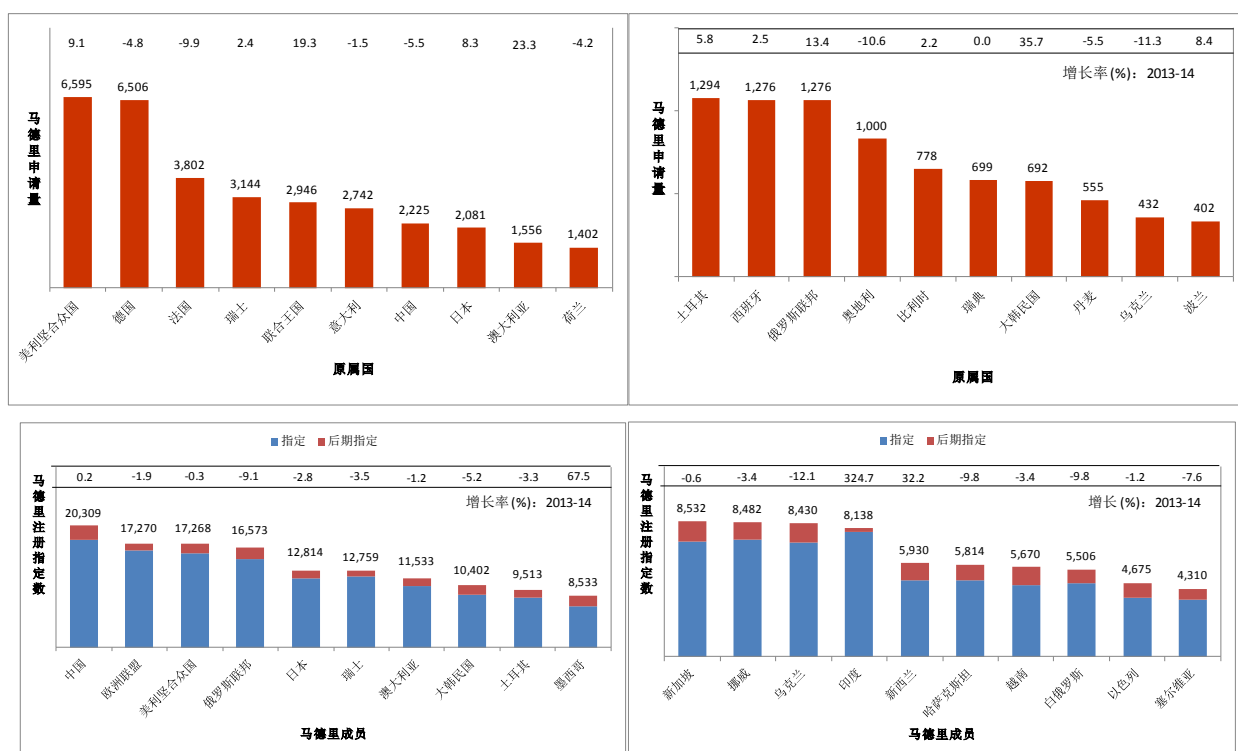 9.1 -4.8 -9.9 2.4 19.3 -1.5 -5.5 8.3 23.3 -4.2
6,595 6,506 3,802 3,144 2,946 2,742 2,225 2,081 1,556 1,402
马德里申请量
美利坚合众国 德国 法国 瑞士 联合王国 意大利 中国 日本 澳大利亚 荷兰
原属国
5.8 2.5 13.4 -10.6 2.2 0.0 35.7 -5.5 -11.3 8.4
增长率(%)：2013-14
1,294 1,276 1,276 1,000 778 699 692 555 432 402
马德里申请量
土耳其 西班牙 俄罗斯联邦 奥地利 比利时 瑞典 大韩民国 丹麦 乌克兰 波兰
原属国
指定 后期指定
0.2 -1.9 -0.3 -9.1 -2.8 -3.5 -1.2 -5.2 -3.3 67.5
增长率(%)：2013-14
20,309 17,270 17,268 16,573 12,814 12,759 11,533 10,402 9,513 8,533
马德里注册指定数
中国 欧洲联盟 美利坚合众国 俄罗斯联邦 日本 瑞士 澳大利亚 大韩民国 土耳其 墨西哥
马德里成员
指定 后期指定
-0.6 -3.4 -12.1 324.7 32.2 -9.8 -3.4 -9.8 -1.2 -7.6
增长(%)：2013-14
8,532 8,482 8,430 8,138 5,930 5,814 5,670 5,506 4,675 4,310
马德里注册指定数
新加坡 挪威 乌克兰 印度 新西兰 哈萨克斯坦 越南 白俄罗斯 以色列 塞尔维亚
马德里成员